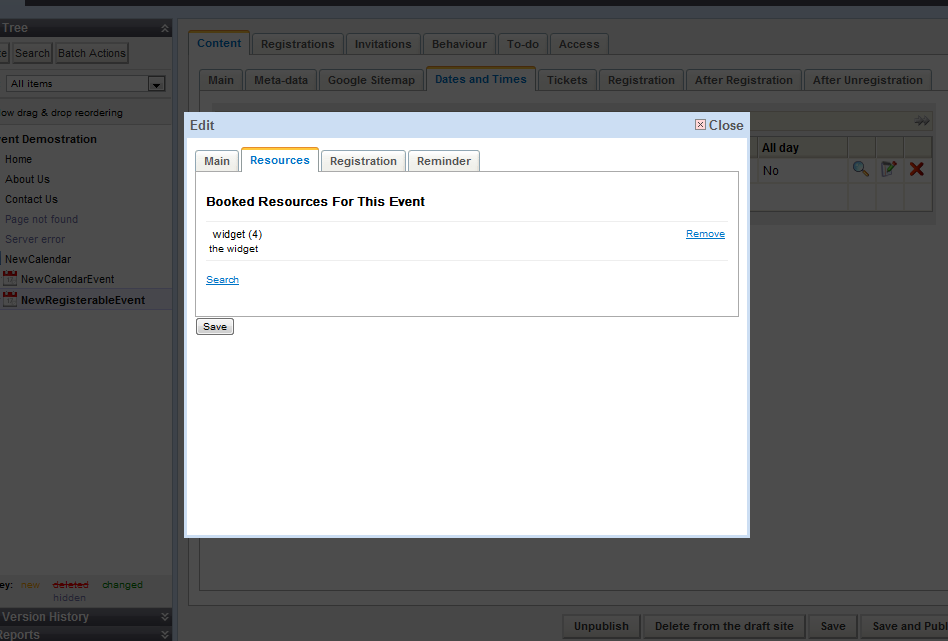 Tree
Content Registrations Invitations Behaviour To-do Access
Search Batch Actions
Main Meta-data Google Sitemap Dates and Times Tickets Registration After Registration After Unregistration
All items
drag & drop reordering
Edit Close
Demostration
All day
Home
Main Resources Registration Reminder
No
About Us
Contact Us
Booked Resources For This Event
Page not found
widget (4) Remove
Server error
the widget
NewCalendar
NewCalendarEvent
Search
NewRegisterableEvent
Save
new deleted changed
hidden
Version History
Unpublish Delete from the draft site Save Save and
Reports